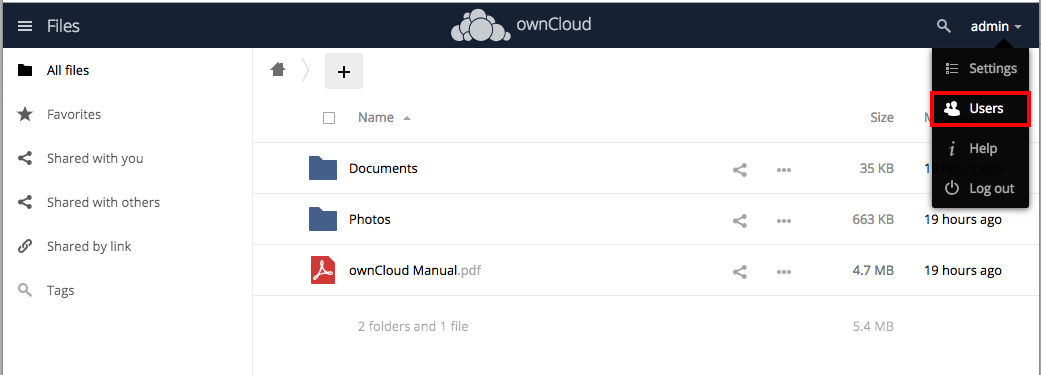 Files
ownCloud
admin
All files
Favorites
Shared with you
Shared with others
Shared by link
Tags
+
Name
Size
M
Documents
35 KB
Photos
663 KB
19 hours ago
ownCloud Manual.pdf
4.7 MB
19 hours ago
2 folders and 1 file
5.4 MB
Settings
Users
Help
Log out